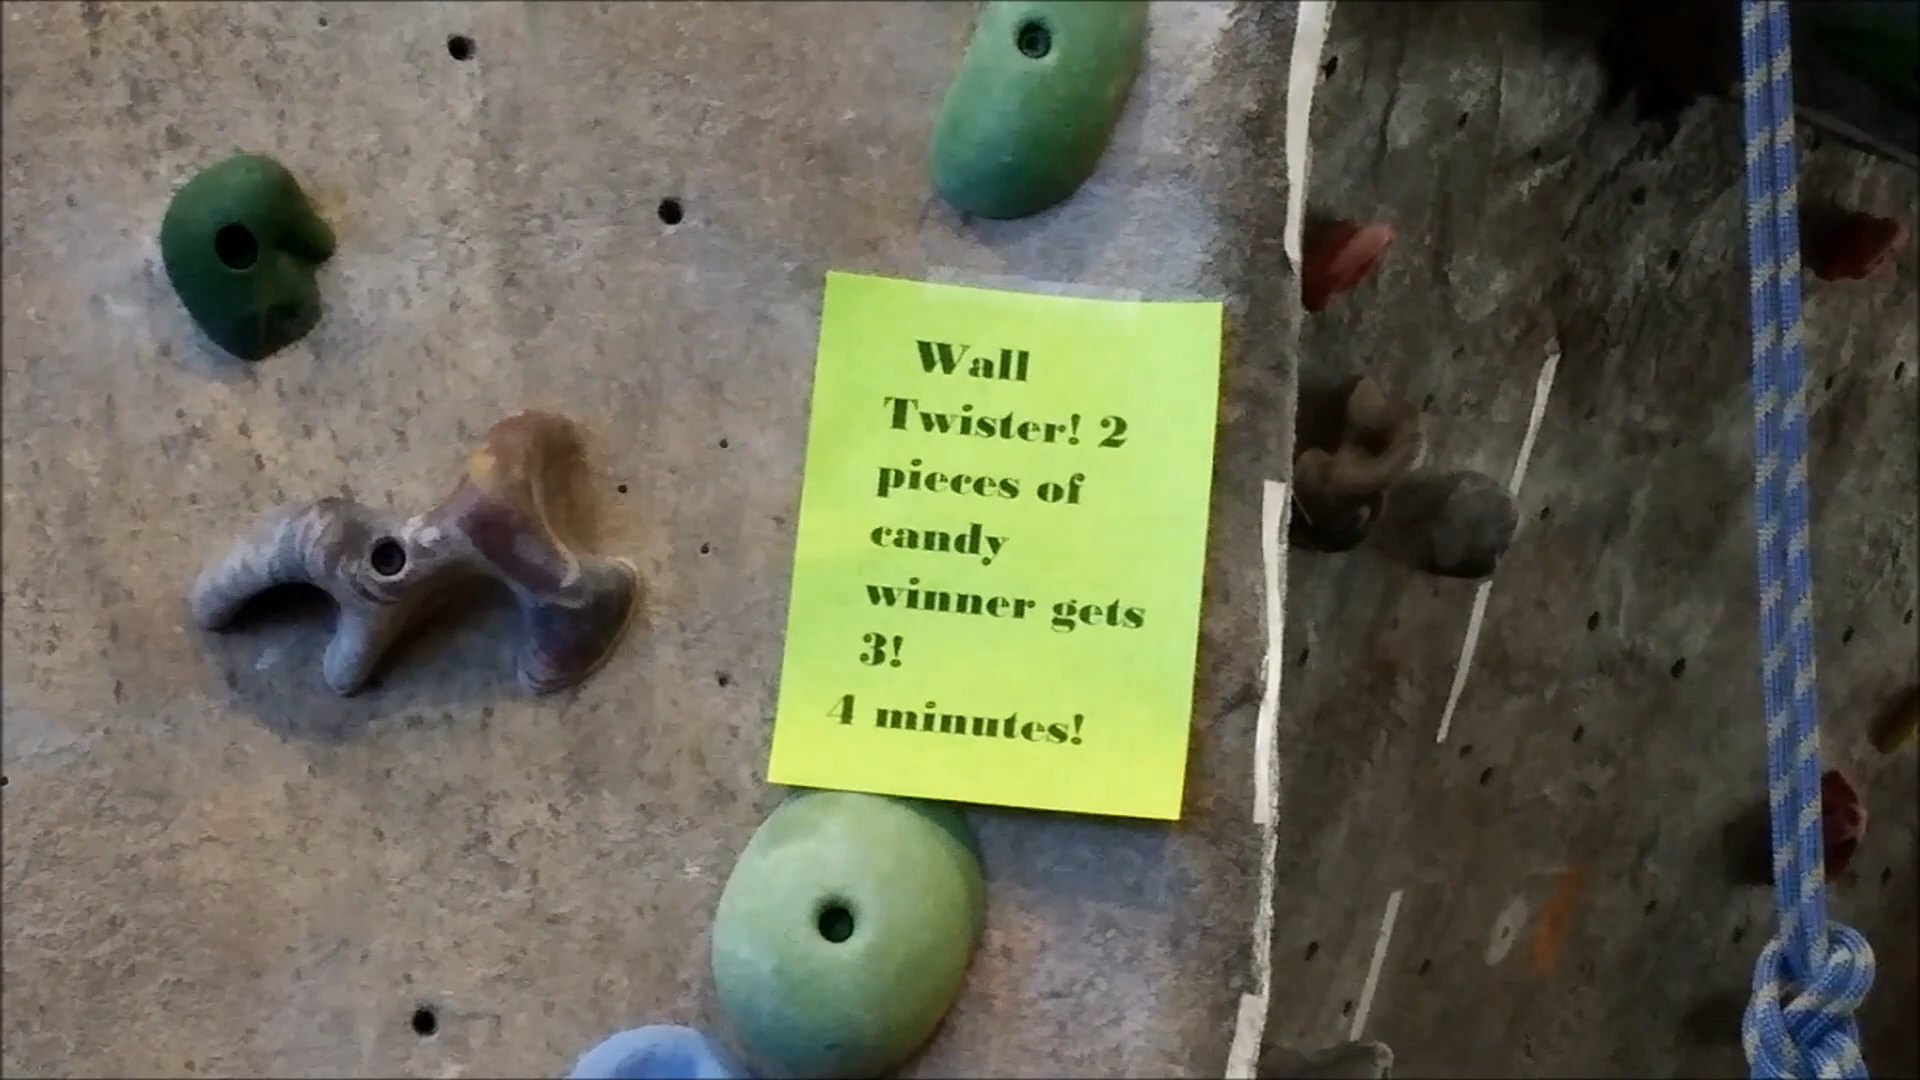 Wall
Twister! 2
pieces of
candy
winner gets
3!
4 minutes!